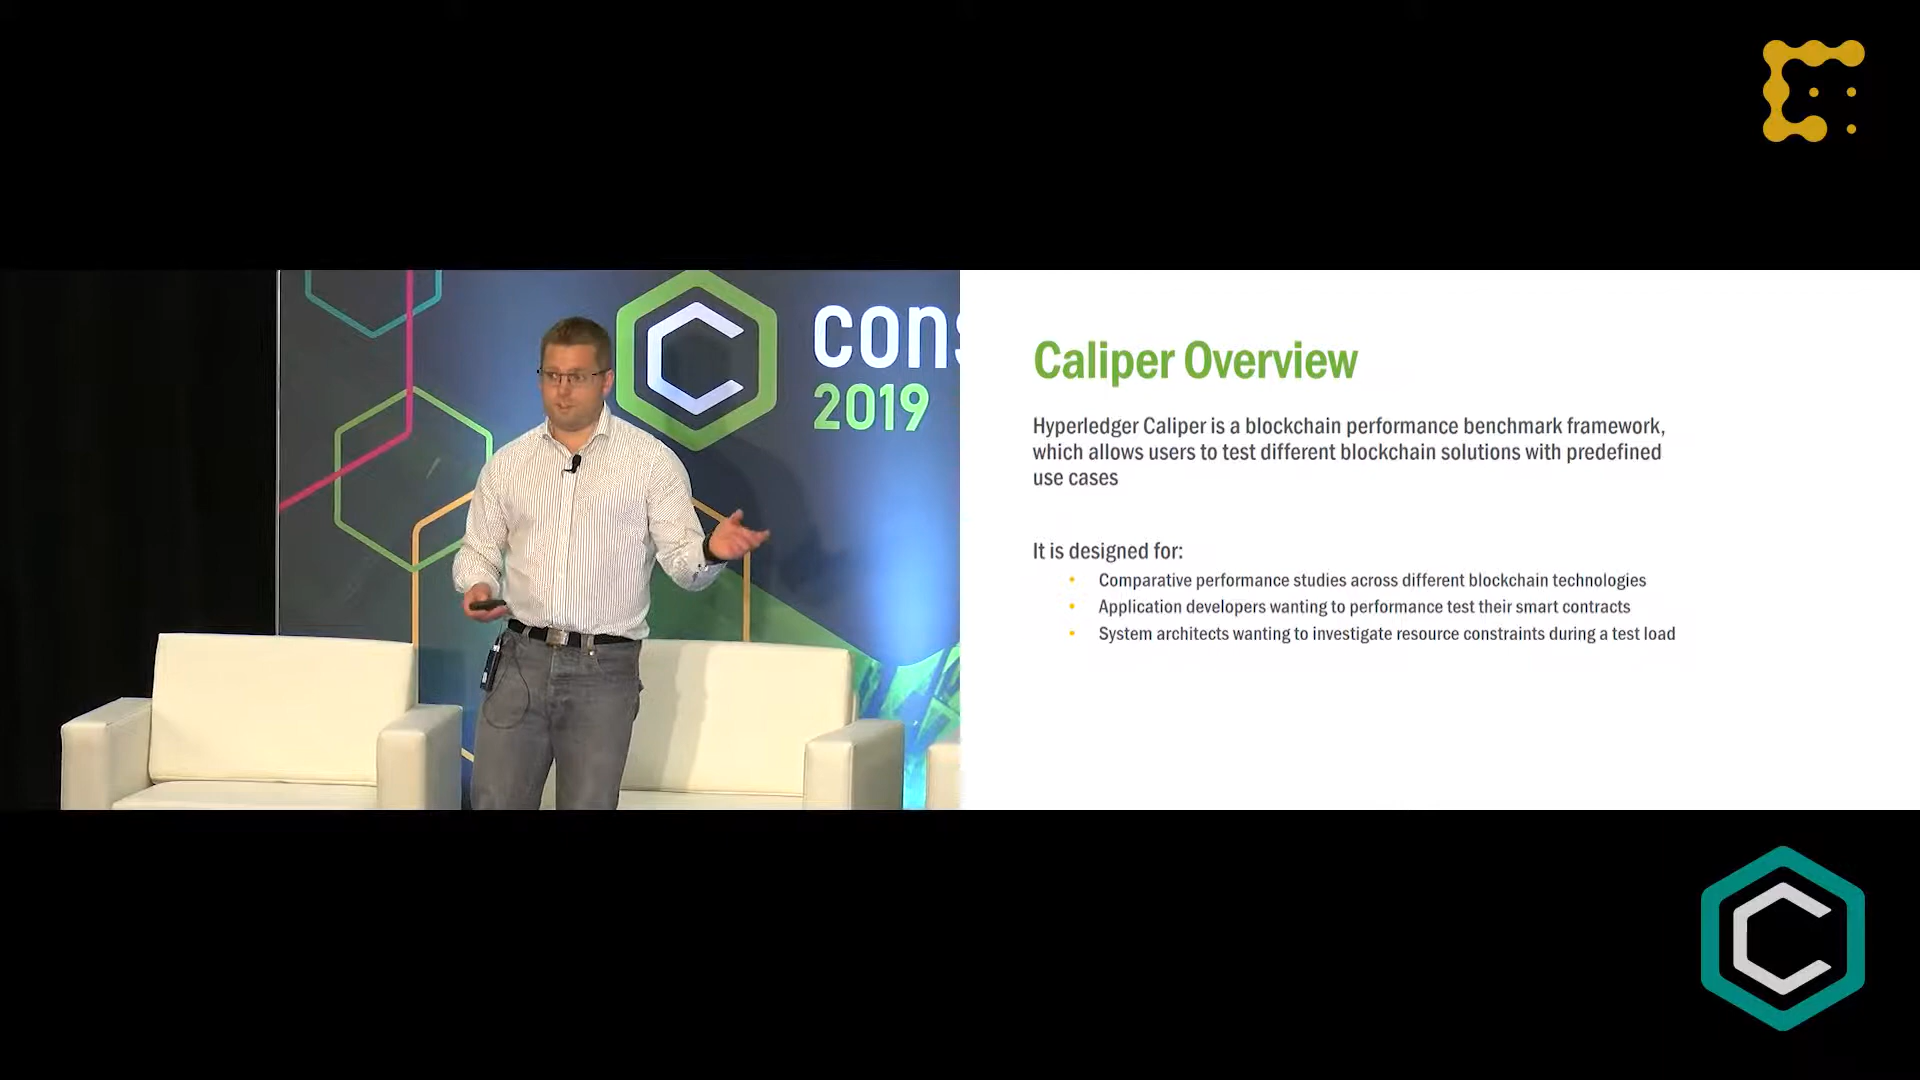 cons
2019
Caliper Overview
Hyperledger Caliper is a blockchain performance benchmark framework,
which allows users to test different blockchain solutions with predefined
use cases
It is designed for:
• Comparative performance studies across different blockchain technologies
• Application developers wanting to performance test their smart contracts
• System architects wanting to investigate resource constraints during a test load